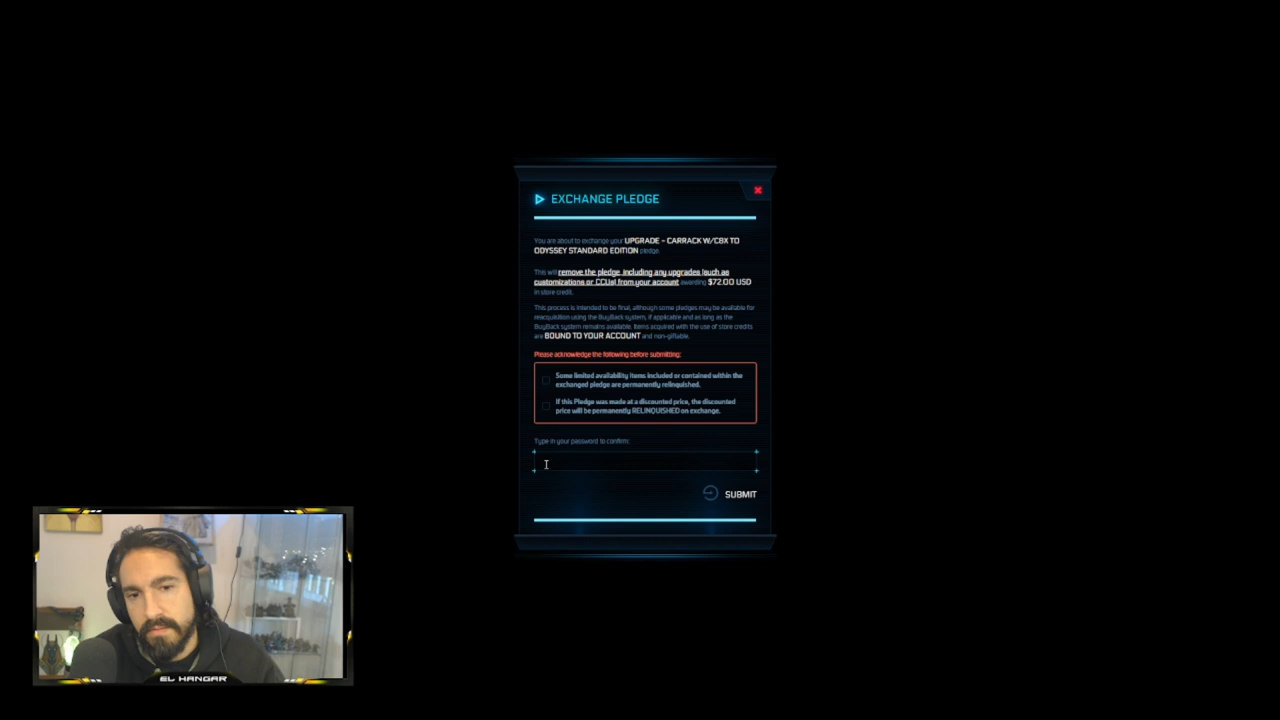 EXCHANGE PLEDGE
You are about to exchange your UPGRADE - CARRACK W/C8X TO
ODYSSEY STANDARD EDITION pledge.
This will remove the pledge, including any upgrades (such as
customizations or CCUs) from your account awarding $72.00 USD
in store credit.
This process is intended to be final, although some pledges may be available for
reacquisition using the BuyBack system, if applicable and as long as the
BuyBack system remains available. Items acquired with the use of store credits
are BOUND TO YOUR ACCOUNT and non-giftable.
Please acknowledge the following before submitting:
Some limited availability items included or contained within the
exchanged pledge are permanently relinquished.
If this Pledge was made at a discounted price, the discounted
price will be permanently RELINQUISHED on exchange.
Type in your password to confirm:
SUBMIT
EL HANGAR